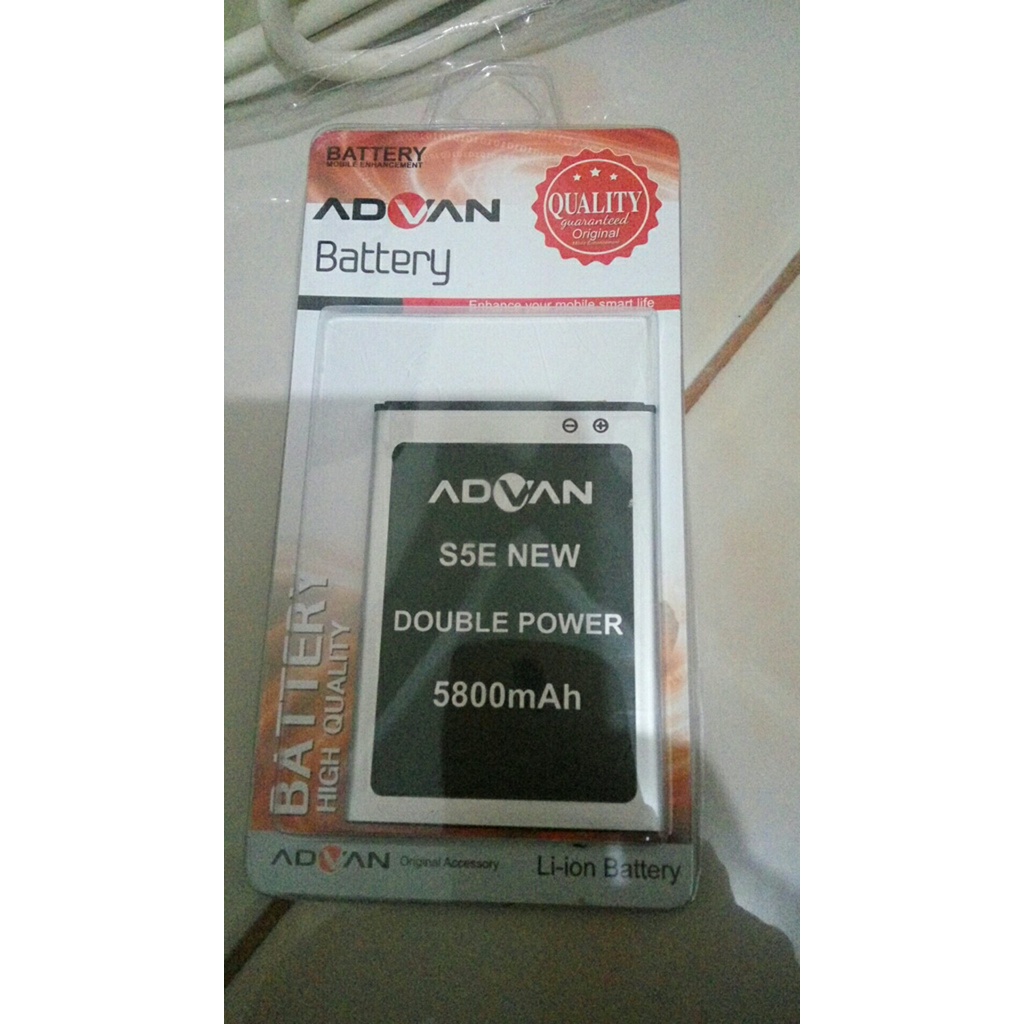 BATTERY
MOBILE ENHANCEMENT
ADVAN
Battery
QUALITY
guaranteed
Original
Enhance your mobile smart life
ADVAN
S5E NEW
DOUBLE POWER
5800mAh
BATTERY
HIGH QUALITY
ADVAN Original Accessory
Li-ion Battery